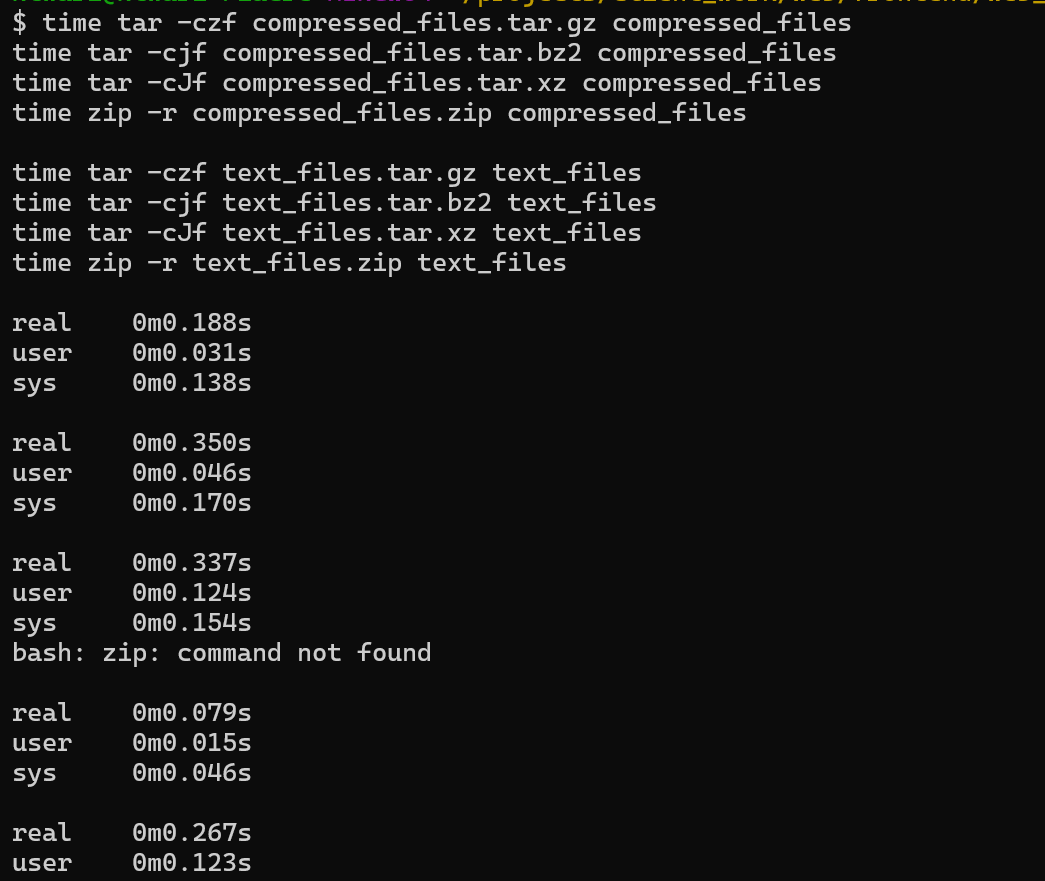 $ time tar -czf compressed_files.tar.gz compressed_files
time tar -cjf compressed_files.tar.bz2 compressed_files
time tar -cJf compressed_files.tar.xz compressed_files
time zip -r compressed_files.zip compressed_files
time tar -czf text_files.tar.gz text_files
time tar -cjf text_files.tar.bz2 text_files
time tar -cJf text_files.tar.xz text_files
time zip -r text_files.zip text_files
real    0m0.188s
user    0m0.031s
sys     0m0.138s
real    0m0.350s
user    0m0.046s
sys     0m0.170s
real    0m0.337s
user    0m0.124s
sys     0m0.154s
bash: zip: command not found
real    0m0.079s
user    0m0.015s
sys     0m0.046s
real    0m0.267s
user    0m0.123s